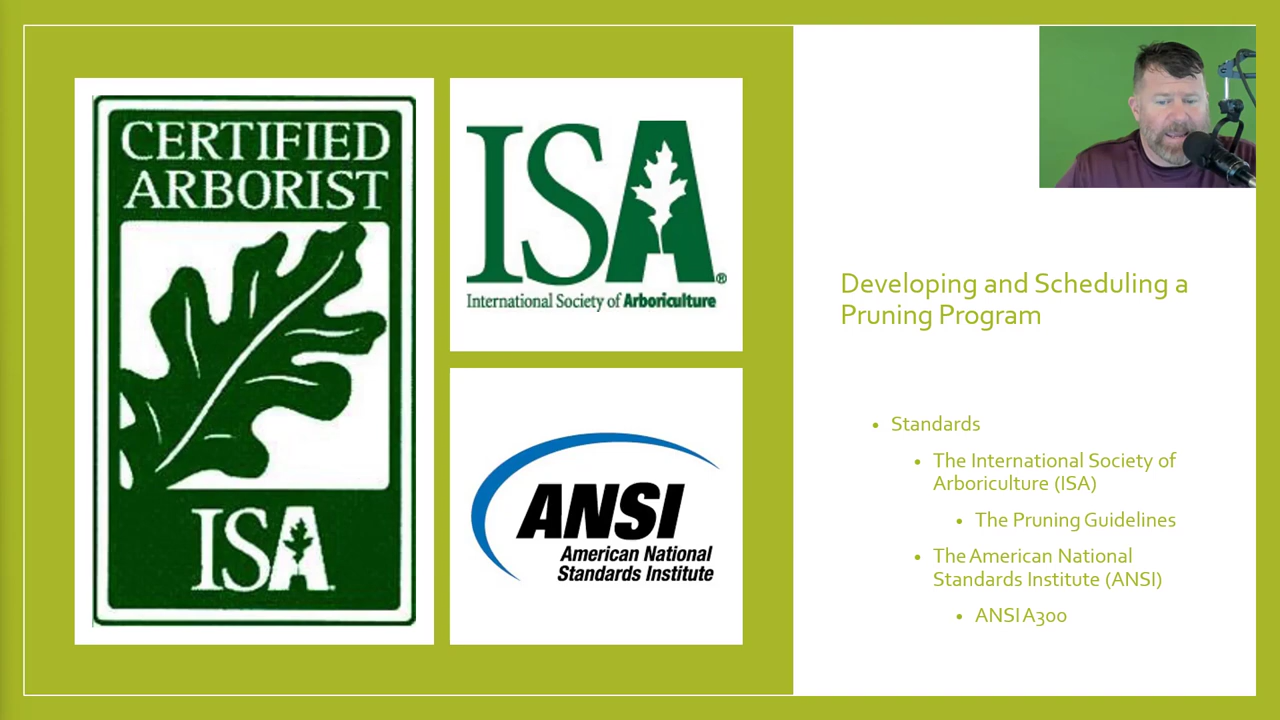 CERTIFIED
ARBORIST
ISA
ISA®
International Society of Arboriculture
ANSI
American National
Standards Institute
Developing and Scheduling a
Pruning Program
• Standards
• The International Society of
Arboriculture (ISA)
• The Pruning Guidelines
• The American National
Standards Institute (ANSI)
• ANSI A300